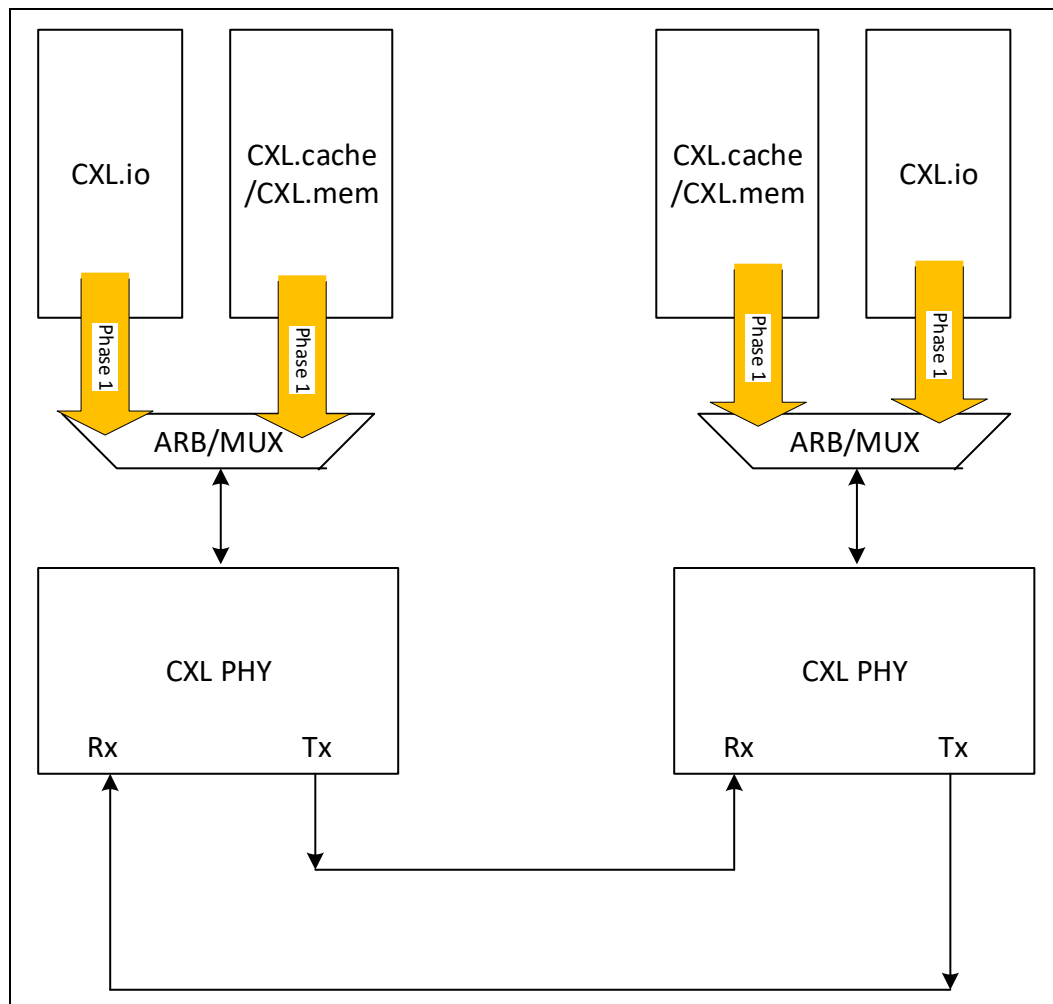 CXL.io
CXL.cache
/CXL.mem
CXL.cache
/CXL.mem
CXL.io
Phase 1
Phase 1
Phase 1
Phase 1
ARB/MUX
ARB/MUX
CXL PHY
CXL PHY
Rx
Tx
Rx
Tx